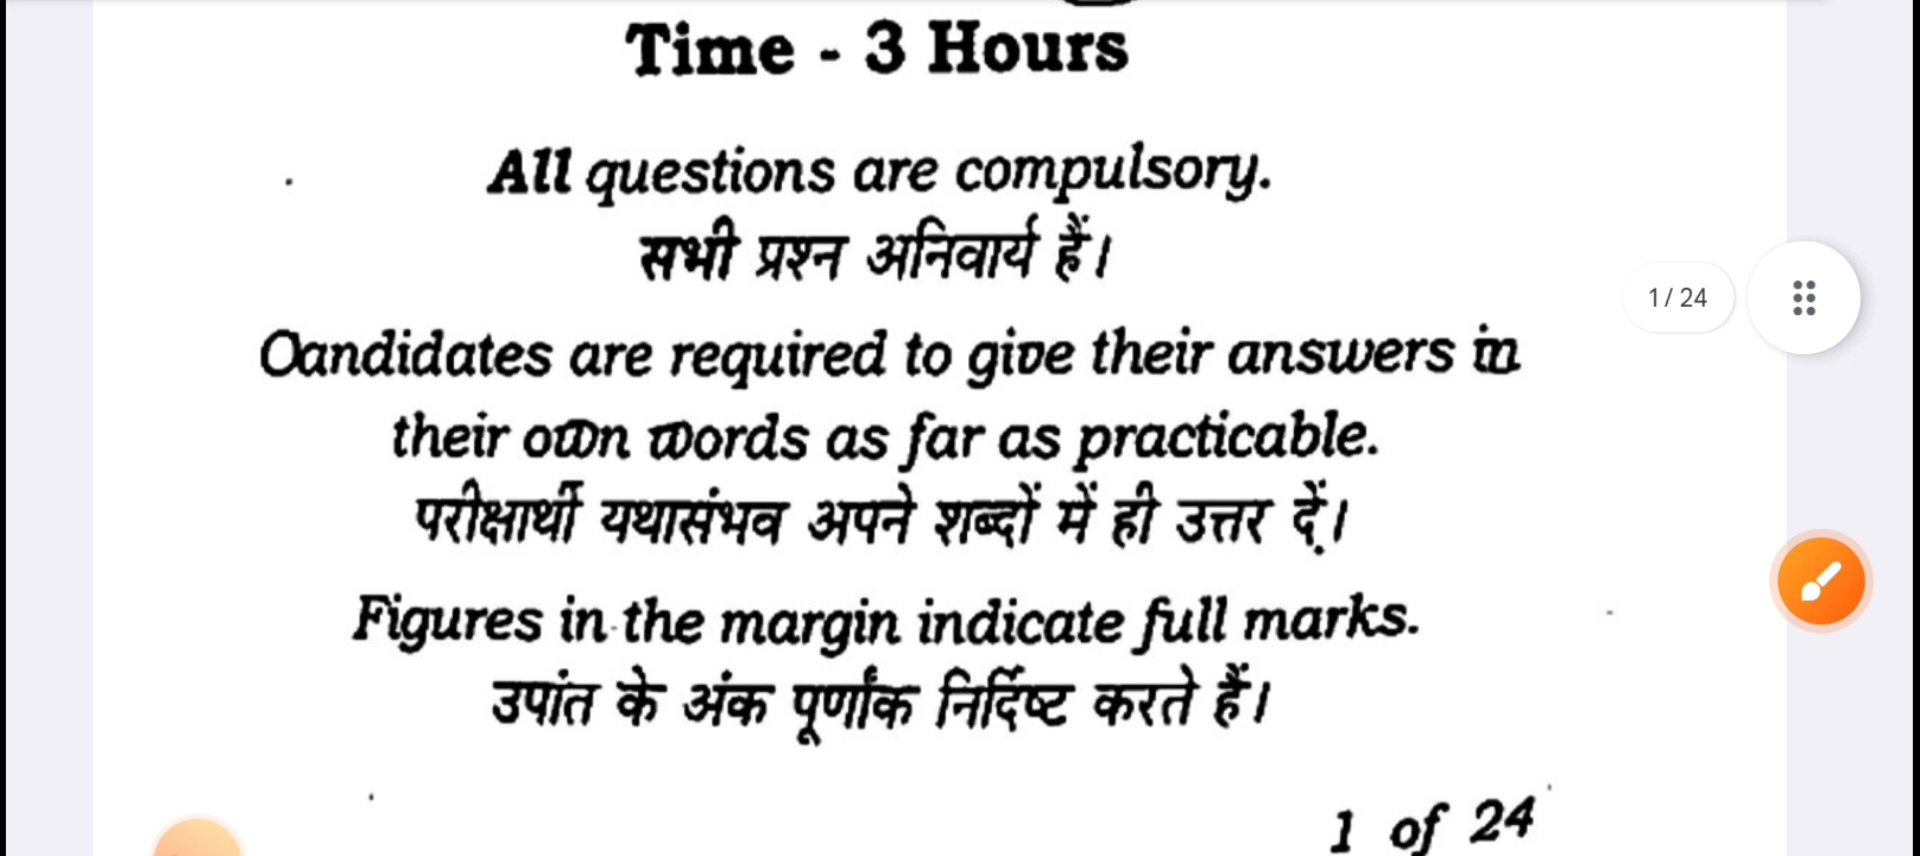 Time - 3 Hours
All questions are compulsory.
सभी प्रश्न अनिवार्य हैं।
1/ 24
Candidates are required to give their answers in
their own words as far as practicable.
परीक्षार्थी यथासंभव अपने शब्दों में ही उत्तर दें।
Figures in the margin indicate full marks.
उपांत के अंक पूर्णांक निर्दिष्ट करते हैं।
1 of 24